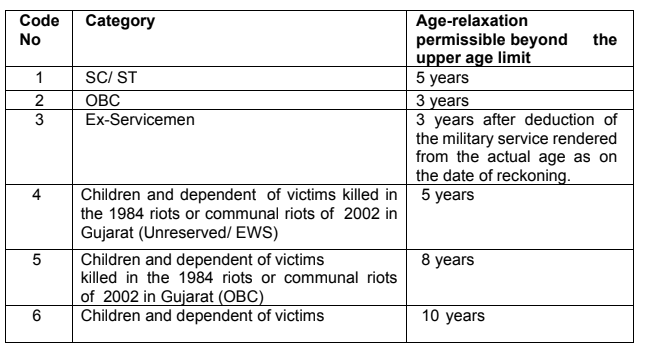 Code No Category Age-relaxation permissible beyond the upper age limit
1 SC/ ST 5 years
2 OBC 3 years
3 Ex-Servicemen 3 years after deduction of
the military service rendered
from the actual age as on
the date of reckoning.
4 Children and dependent of victims killed in 5 years
the 1984 riots or communal riots of 2002 in
Gujarat (Unreserved/ EWS)
5 Children and dependent of victims 8 years
killed in the 1984 riots or communal riots
of 2002 in Gujarat (OBC)
6 Children and dependent of victims 10 years